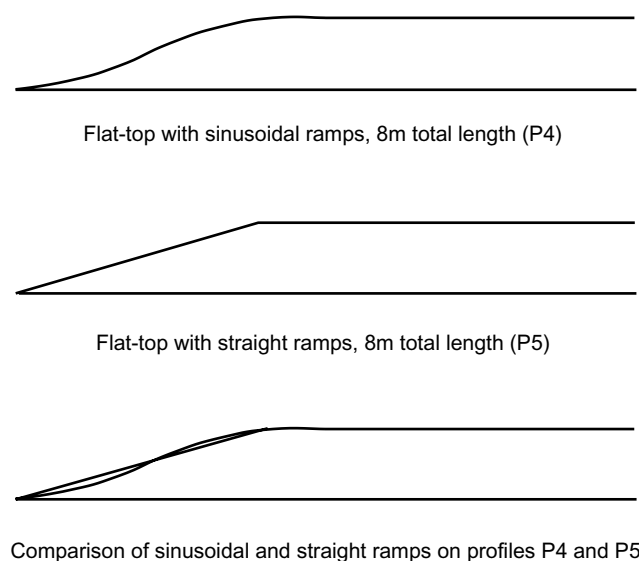 Flat-top with sinusoidal ramps, 8m total length (P4)
Flat-top with straight ramps, 8m total length (P5)
Comparison of sinusoidal and straight ramps on profiles P4 and P5